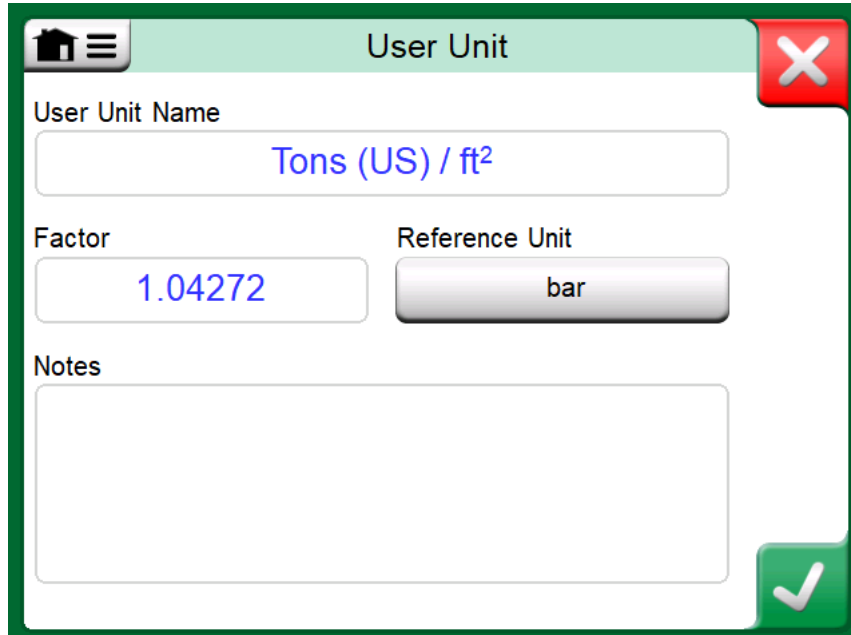 User Unit
User Unit Name
Tons (US) / ft²
Factor
Reference Unit
1.04272
bar
Notes